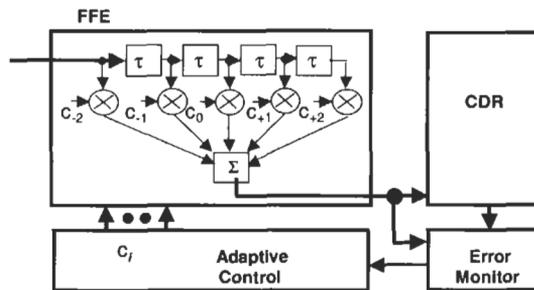 FFE
τ τ τ τ
C-2 C-1 C0 C+1 C+2
Σ
CDR
Ci
Adaptive
Control
Error
Monitor